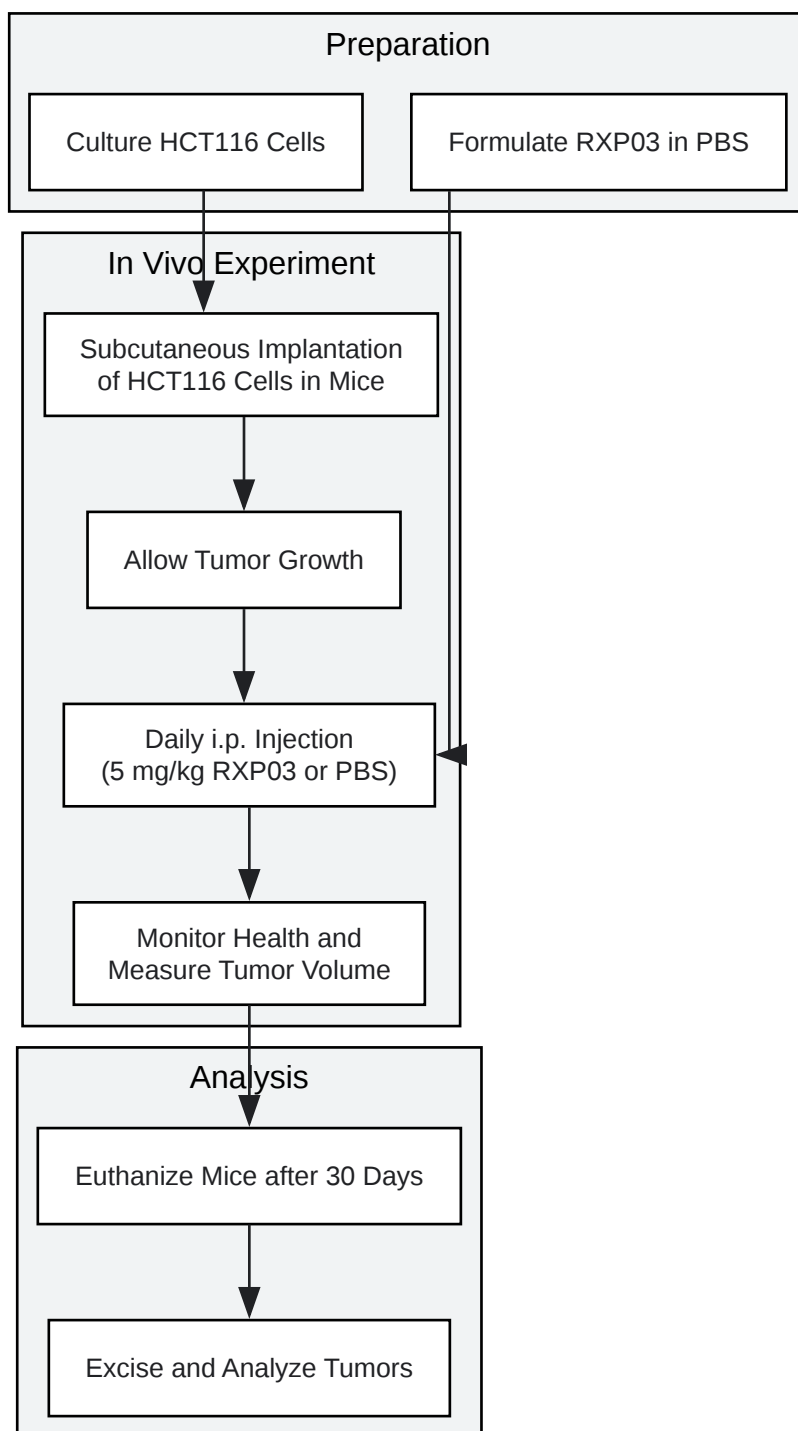 Preparation
Culture HCT116 Cells
Formulate RXP03 in PBS
In Vivo Experiment
Subcutaneous Implantation
of HCT116 Cells in Mice
Allow Tumor Growth
Daily i.p. Injection
(5 mg/kg RXP03 or PBS)
Monitor Health and
Measure Tumor Volume
Analysis
Euthanize Mice after 30 Days
Excise and Analyze Tumors